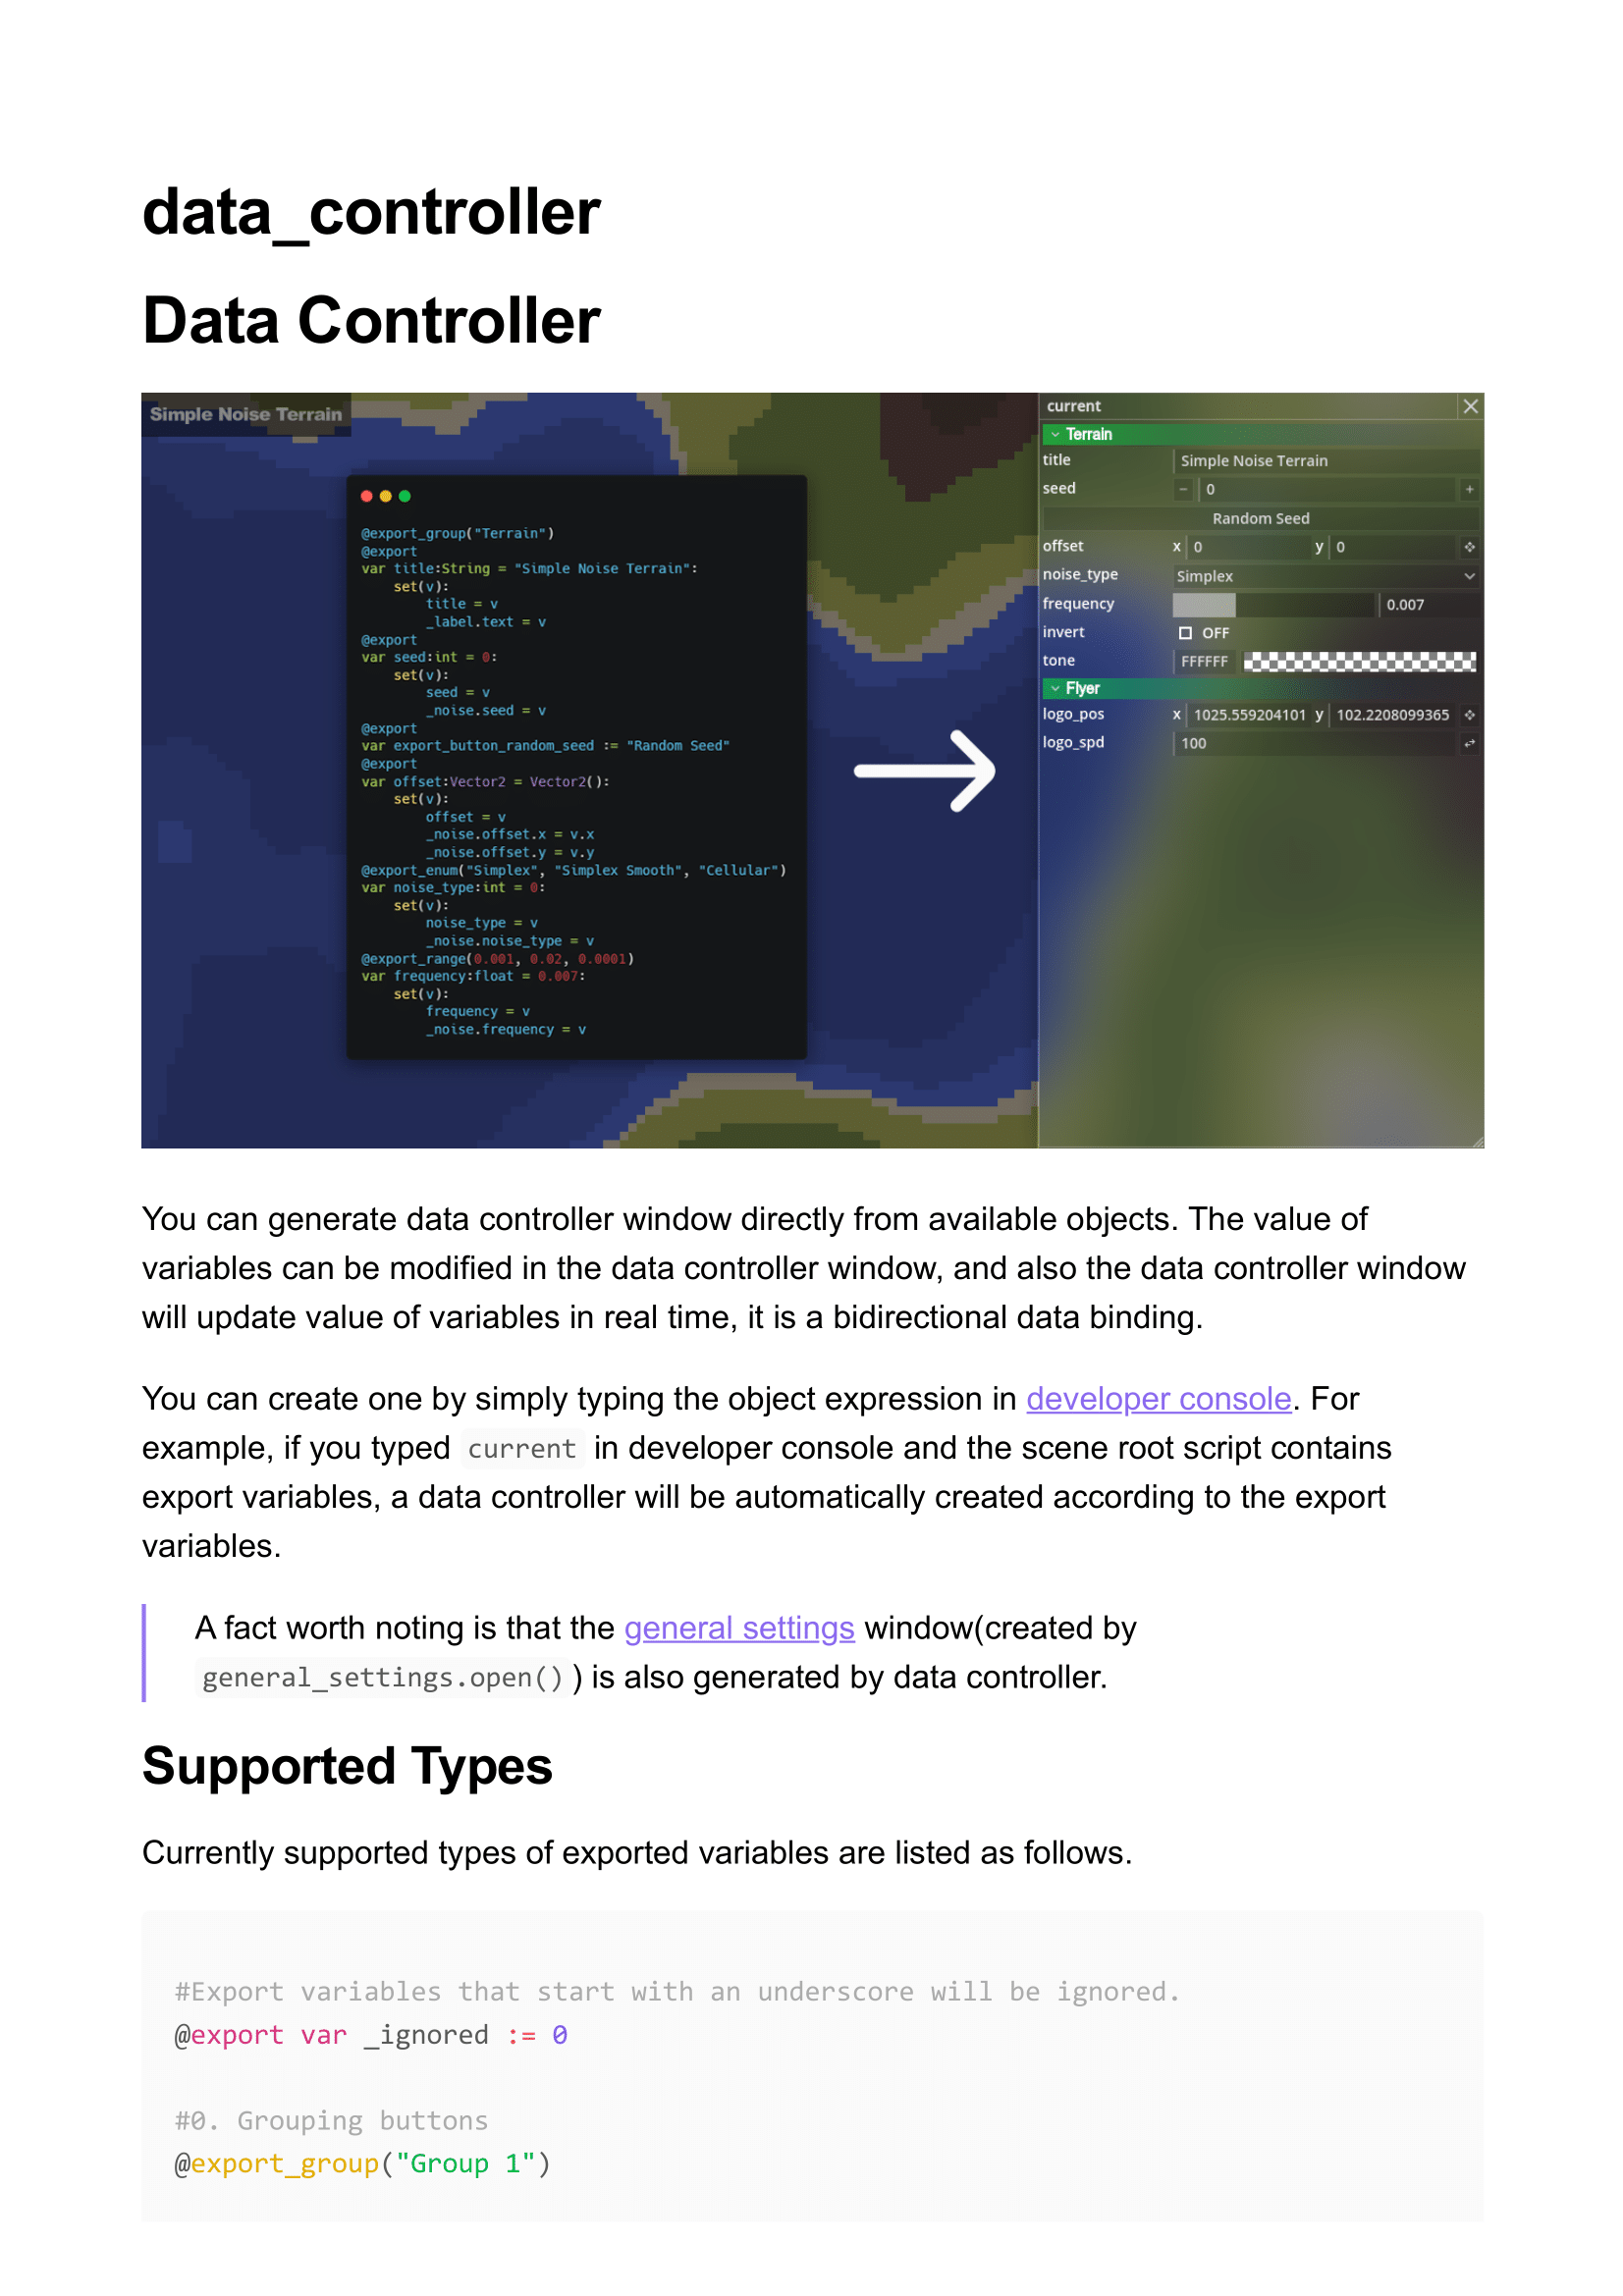 data_controller
Data Controller
Simple Noise Terrain
@export_group("Terrain")
@export
var title:String = "Simple Noise Terrain":
    set(v):
        title = v
        _label.text = v
@export
var seed:int = 0:
    set(v):
        seed = v
        _noise.seed = v
@export
var export_button_random_seed := "Random Seed"
@export
var offset:Vector2 = Vector2():
    set(v):
        offset = v
        _noise.offset.x = v.x
        _noise.offset.y = v.y
@export_enum("Simplex", "Simplex Smooth", "Cellular")
var noise_type:int = 0:
    set(v):
        noise_type = v
        _noise.noise_type = v
@export_range(0.001, 0.02, 0.0001)
var frequency:float = 0.007:
    set(v):
        frequency = v
        _noise.frequency = v
current
Terrain
title Simple Noise Terrain
seed − 0 +
Random Seed
offset x 0 y 0
noise_type Simplex
frequency 0.007
invert OFF
tone FFFFFF
Flyer
logo_pos x 1025.559204101 y 102.2208099365
logo_spd 100
You can generate data controller window directly from available objects. The value of
variables can be modified in the data controller window, and also the data controller window
will update value of variables in real time, it is a bidirectional data binding.
You can create one by simply typing the object expression in developer console. For
example, if you typed current in developer console and the scene root script contains
export variables, a data controller will be automatically created according to the export
variables.
A fact worth noting is that the general settings window(created by
general_settings.open()) is also generated by data controller.
Supported Types
Currently supported types of exported variables are listed as follows.
#Export variables that start with an underscore will be ignored.
@export var _ignored := 0
#0. Grouping buttons
@export_group("Group 1")